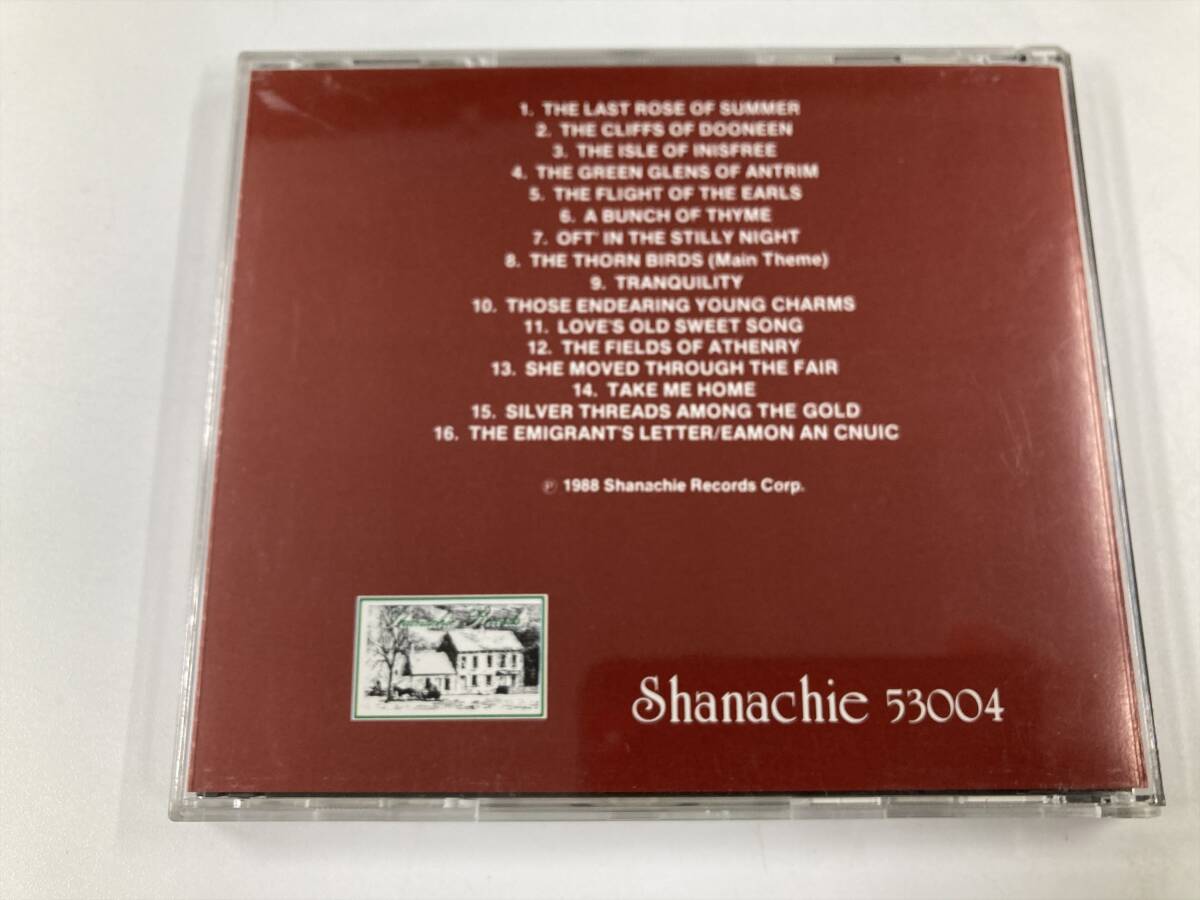 1. THE LAST ROSE OF SUMMER
2. THE CLIFFS OF DOONEEN
3. THE ISLE OF INISFREE
4. THE GREEN GLENS OF ANTRIM
5. THE FLIGHT OF THE EARLS
6. A BUNCH OF THYME
7. OFT' IN THE STILLY NIGHT
8. THE THORN BIRDS (Main Theme)
9. TRANQUILITY
10. THOSE ENDEARING YOUNG CHARMS
11. LOVE'S OLD SWEET SONG
12. THE FIELDS OF ATHENRY
13. SHE MOVED THROUGH THE FAIR
14. TAKE ME HOME
15. SILVER THREADS AMONG THE GOLD
16. THE EMIGRANT'S LETTER/EAMON AN CNUIC
℗ 1988 Shanachie Records Corp.
Shanachie Records
Shanachie 53004